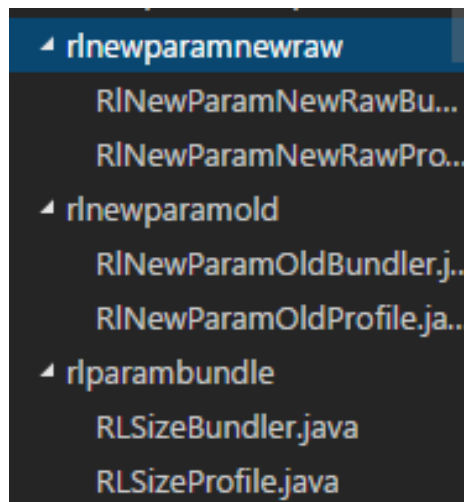 rlnewparamnewraw
RlNewParamNewRawBu...
RlNewParamNewRawPro...
rlnewparamold
RlNewParamOldBundler.j...
RlNewParamOldProfile.ja...
rlparambundle
RLSizeBundler.java
RLSizeProfile.java